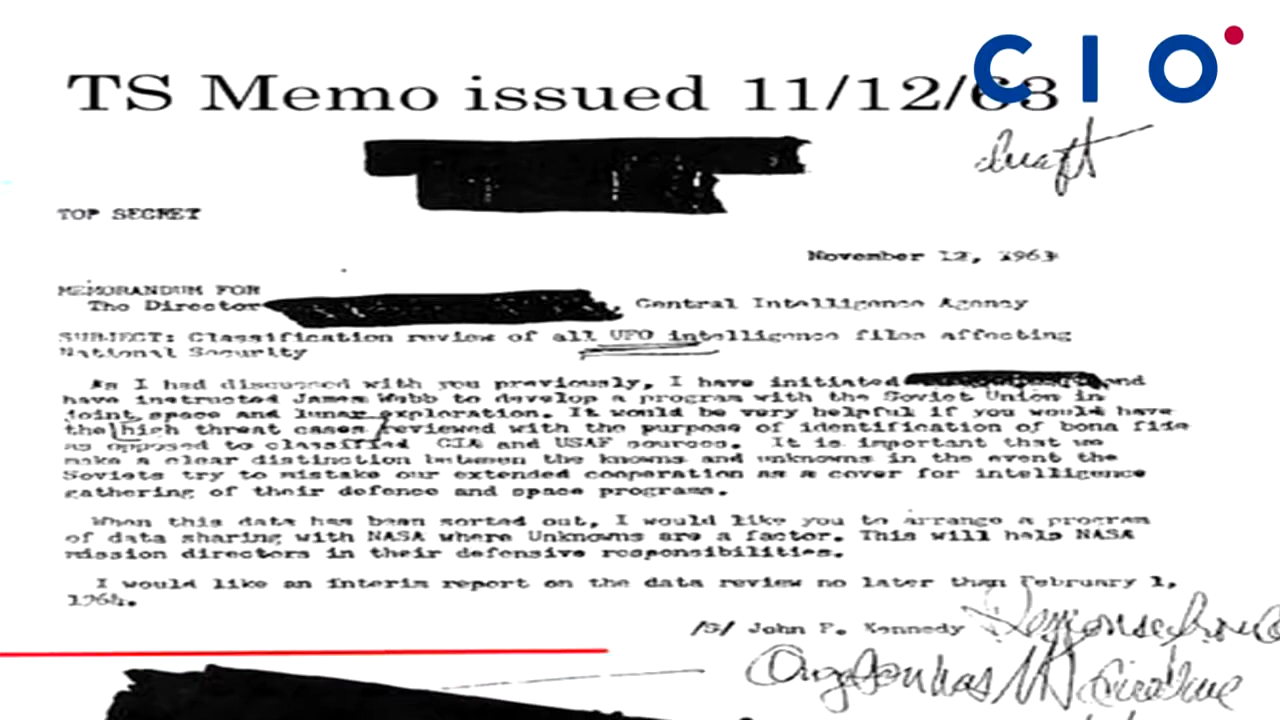 CIO
TS Memo issued 11/12/63
draft
TOP SECRET
November 12, 1963
MEMORANDUM FOR
The Director Central Intelligence Agency
SUBJECT: Classification review of all UFO intelligence files affecting
National Security
As I had discussed with you previously, I have initiated and
have instructed James Webb to develop a program with the Soviet Union in
joint space and lunar exploration. It would be very helpful if you would have
the high threat cases reviewed with the purpose of identification of bona fide
as opposed to classified CIA and USAF sources. It is important that we
make a clear distinction between the knowns and unknowns in the event the
Soviets try to mistake our extended cooperation as a cover for intelligence
gathering of their defence and space programs.
When this data has been sorted out, I would like you to arrange a program
of data sharing with NASA where Unknowns are a factor. This will help NASA
mission directors in their defensive responsibilities.
I would like an interim report on the data review no later than February 1,
1964.
/S/ John F. Kennedy
Response from
Angleton has